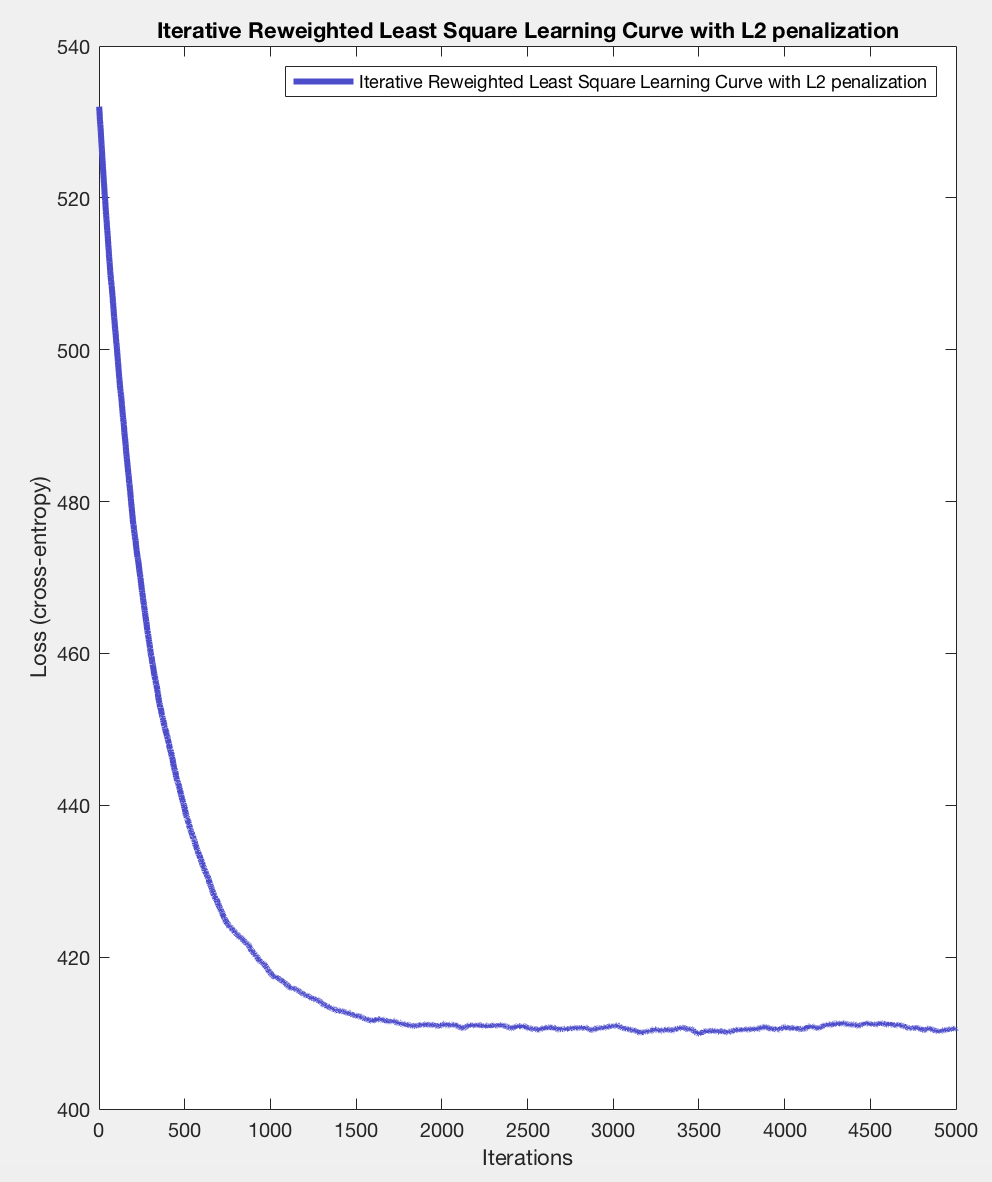 Iterative Reweighted Least Square Learning Curve with L2 penalization
Iterative Reweighted Least Square Learning Curve with L2 penalization
540
520
500
480
460
440
420
400
Loss (cross-entropy)
0 500 1000 1500 2000 2500 3000 3500 4000 4500 5000
Iterations